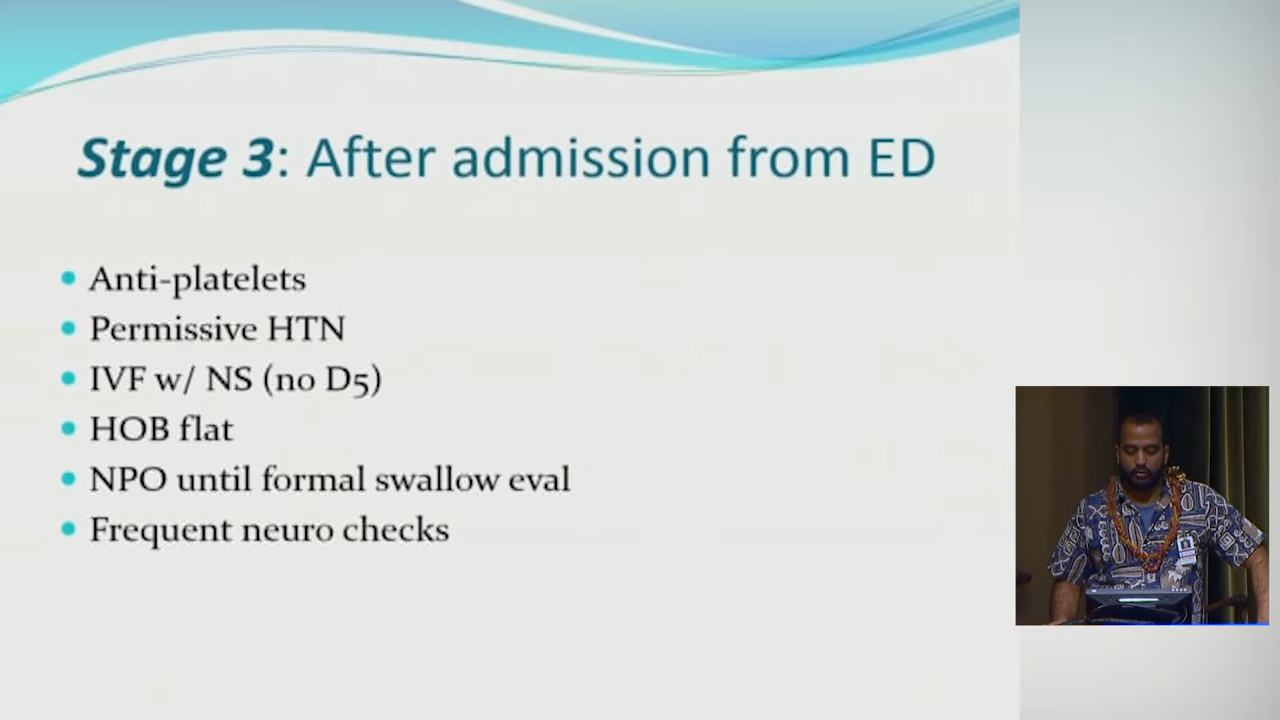 Stage 3: After admission from ED
Anti-platelets
Permissive HTN
IVF w/ NS (no D5)
HOB flat
NPO until formal swallow eval
Frequent neuro checks